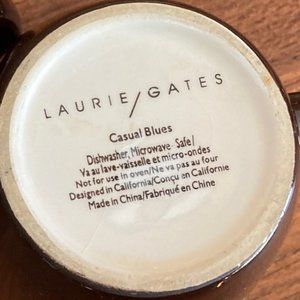 LAURIE/GATES
Casual Blues
Dishwasher, Microwave Safe/
Va au lave-vaisselle et micro-ondes
Not for use in oven/Ne va pas au four
Designed in California/Conçu en Californie
Made in China/Fabriqué en Chine